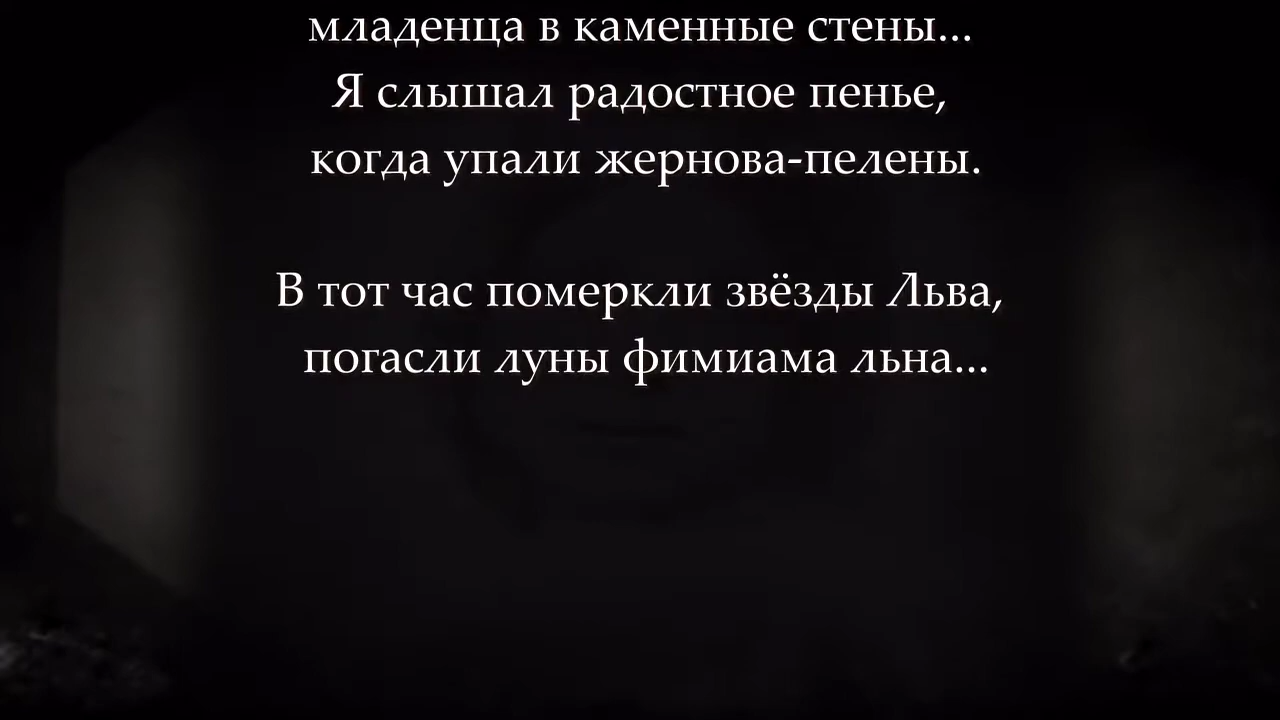 младенца в каменные стены...
Я слышал радостное пенье,
когда упали жернова-пелены.
В тот час померкли звёзды Льва,
погасли луны фимиама льна...